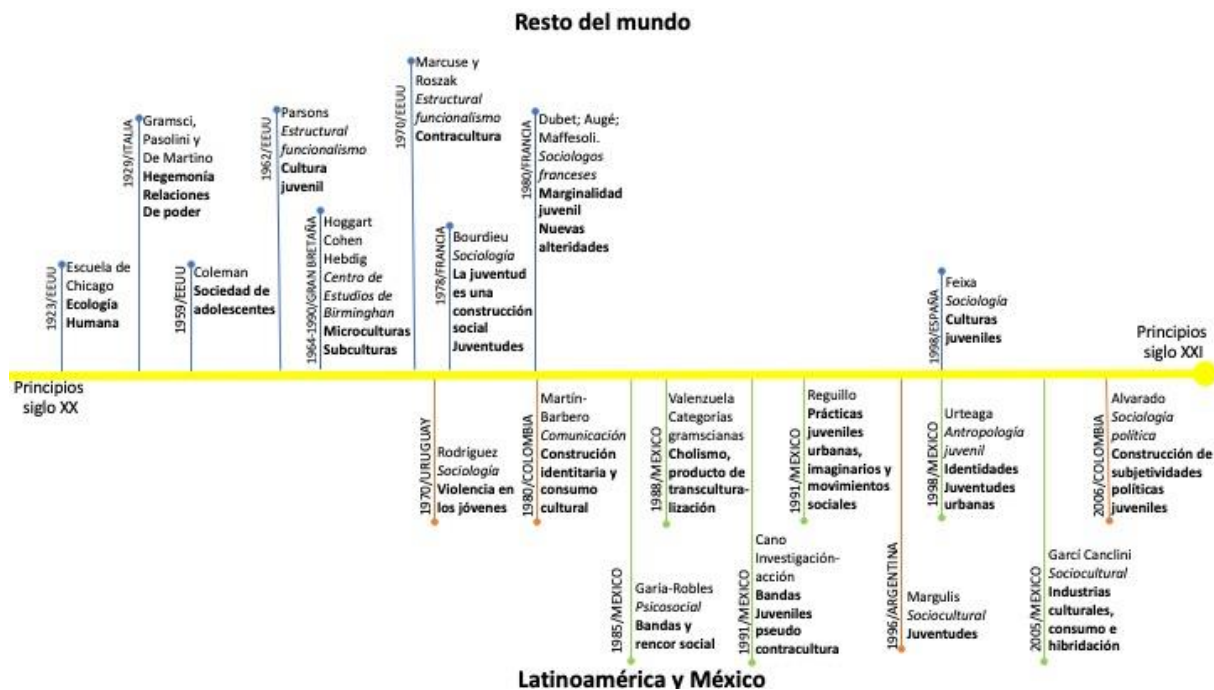 Resto del mundo
1923/EEUU
Escuela de
Chicago
Ecología
Humana
1929/ITALIA
Gramsci,
Pasolini y
De Martino
Hegemonía
Relaciones
De poder
1959/EEUU
Coleman
Sociedad de
adolescentes
1962/EEUU
Parsons
Estructural
funcionalismo
Cultura
juvenil
1964-1990/GRAN BRETAÑA
Hoggart
Cohen
Hebdig
Centro de
Estudios de
Birminghan
Microculturas
Subculturas
1970/EEUU
Marcuse y
Roszak
Estructural
funcionalismo
Contracultura
1978/FRANCIA
Bourdieu
Sociología
La juventud
es una
construcción
social
Juventudes
1980/FRANCIA
Dubet; Augé;
Maffesoli.
Sociologos
franceses
Marginalidad
juvenil
Nuevas
alteridades
1998/ESPAÑA
Feixa
Sociología
Culturas
juveniles
Principios
siglo XXI
Principios
siglo XX
1970/URUGUAY
Rodríguez
Sociología
Violencia en
los jóvenes
1980/COLOMBIA
Martín-
Barbero
Comunicación
Construción
identitaria y
consumo
cultural
1985/MEXICO
Garia-Robles
Psicosocial
Bandas y
rencor social
1988/MEXICO
Valenzuela
Categorias
gramscianas
Cholismo,
producto de
transcultura-
lización
1991/MEXICO
Cano
Investigación-
acción
Bandas
Juveniles
pseudo
contracultura
1991/MEXICO
Reguillo
Prácticas
juveniles
urbanas,
imaginarios y
movimientos
sociales
1996/ARGENTINA
Margulis
Sociocultural
Juventudes
1998/MEXICO
Urteaga
Antropología
juvenil
Identidades
Juventudes
urbanas
2005/MEXICO
Garcí Canclini
Sociocultural
Industrias
culturales,
consumo e
hibridación
2006/COLOMBIA
Alvarado
Sociología
política
Construcción de
subjetividades
políticas
juveniles
Latinoamérica y México